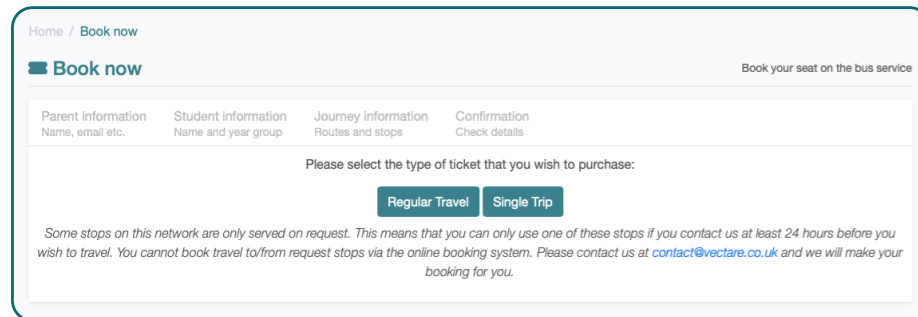 Home / Book now
Book now
Book your seat on the bus service
Parent information Student information Journey information Confirmation
Name, email etc. Name and year group Routes and stops Check details
Please select the type of ticket that you wish to purchase:
Regular Travel Single Trip
Some stops on this network are only served on request. This means that you can only use one of these stops if you contact us at least 24 hours before you
wish to travel. You cannot book travel to/from request stops via the online booking system. Please contact us at contact@vectare.co.uk and we will make your
booking for you.